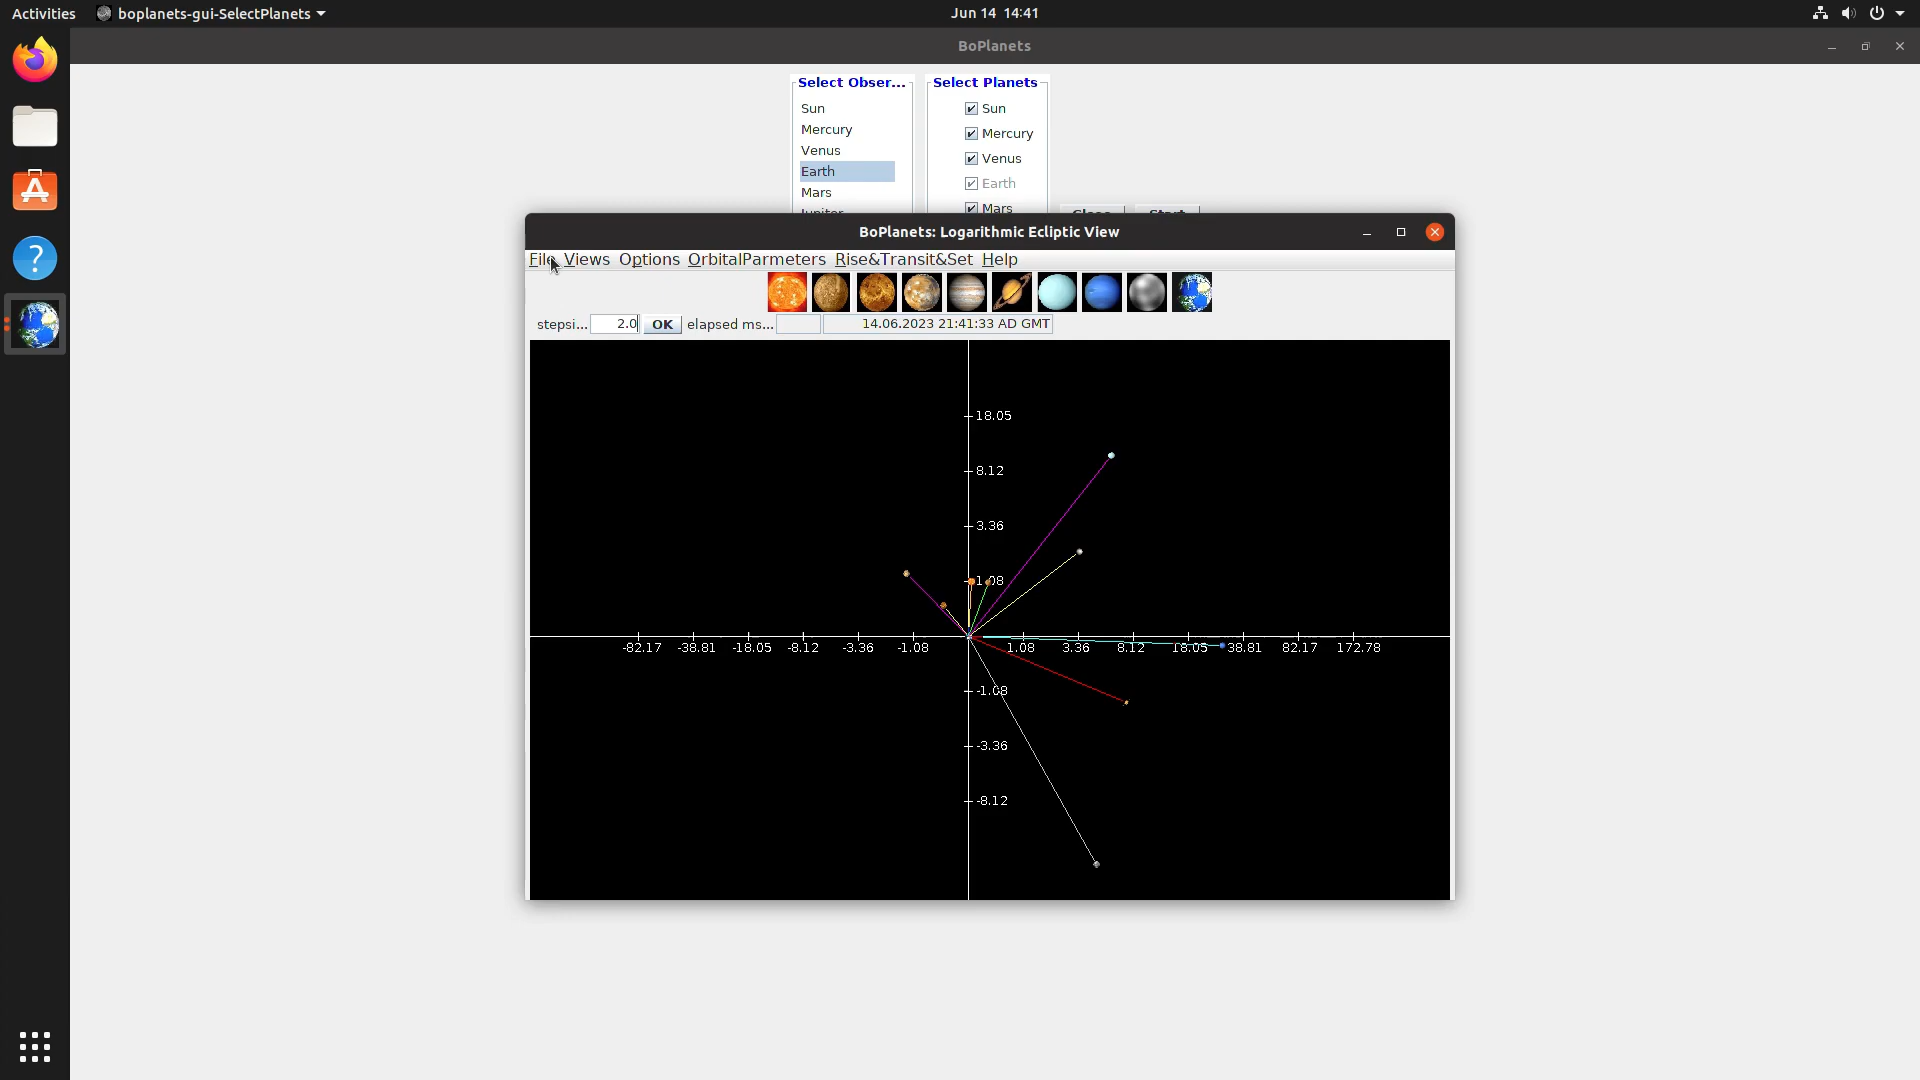 Activities
boplanets-gui-SelectPlanets
Jun 14 14:41
BoPlanets
Select Obser...
Sun
Mercury
Venus
Earth
Mars
Select Planets
Sun
Mercury
Venus
Earth
Mars
BoPlanets: Logarithmic Ecliptic View
File Views Options OrbitalParmeters Rise&Transit&Set Help
stepsi... 2.0 OK elapsed ms... 14.06.2023 21:41:33 AD GMT
18.05
8.12
3.36
1.08
-82.17 -38.81 -18.05 -8.12 -3.36 -1.08 1.08 3.36 8.12 18.05 38.81 82.17 172.78
-1.08
-3.36
-8.12